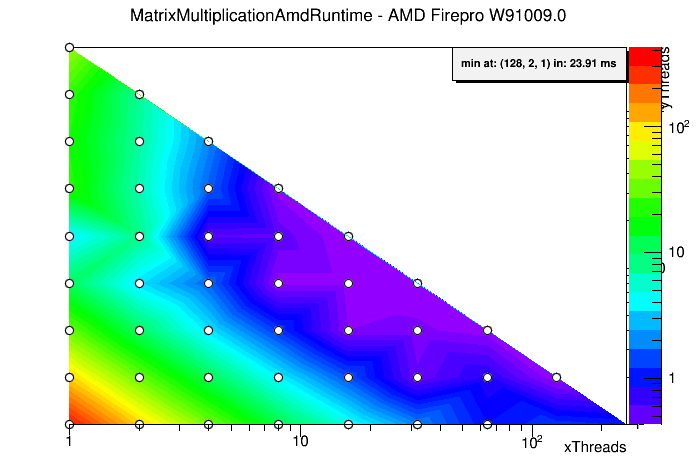 MatrixMultiplicationAmdRuntime - AMD Firepro W91009.0
min at: (128, 2, 1) in: 23.91 ms
yThreads
10²
10
1
1
10
10²
xThreads